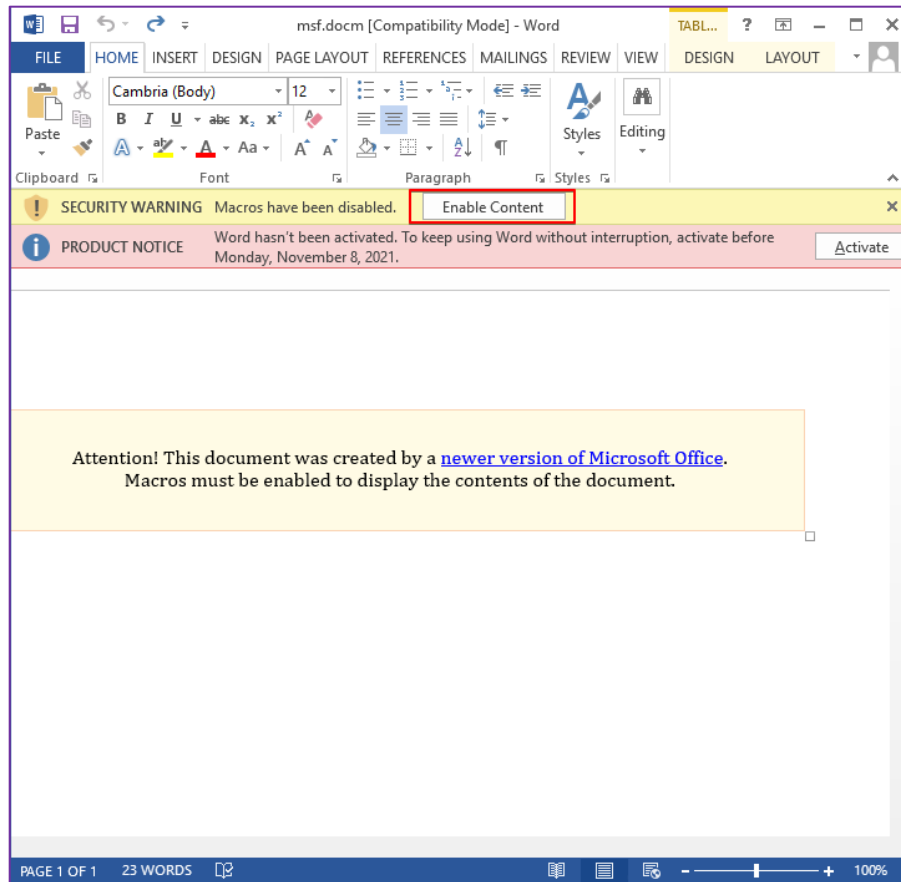 msf.docm [Compatibility Mode] - Word
TABL...
?
FILE HOME INSERT DESIGN PAGE LAYOUT REFERENCES MAILINGS REVIEW VIEW DESIGN LAYOUT
Cambria (Body) 12
Paste
B I U abc x₂ x²
A aby A Aa A A
Styles
Editing
Clipboard Font Paragraph Styles
SECURITY WARNING Macros have been disabled. Enable Content
PRODUCT NOTICE Word hasn't been activated. To keep using Word without interruption, activate before
Monday, November 8, 2021.
Activate
Attention! This document was created by a newer version of Microsoft Office.
Macros must be enabled to display the contents of the document.
PAGE 1 OF 1 23 WORDS 100%